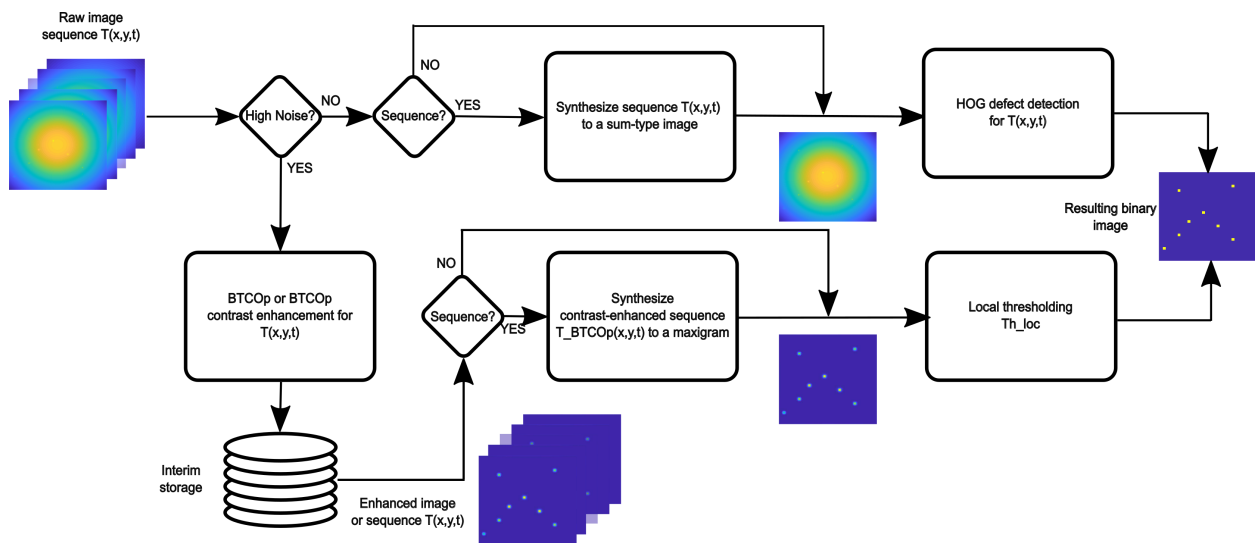 Raw image
sequence T(x,y,t)
High Noise?
NO
YES
Sequence?
NO
YES
Synthesize sequence T(x,y,t)
to a sum-type image
HOG defect detection
for T(x,y,t)
Resulting binary
image
BTCOp or BTCOp
contrast enhancement for
T(x,y,t)
Interim
storage
Enhanced image
or sequence T(x,y,t)
Sequence?
NO
YES
Synthesize
contrast-enhanced sequence
T_BTCOp(x,y,t) to a maxigram
Local thresholding
Th_loc